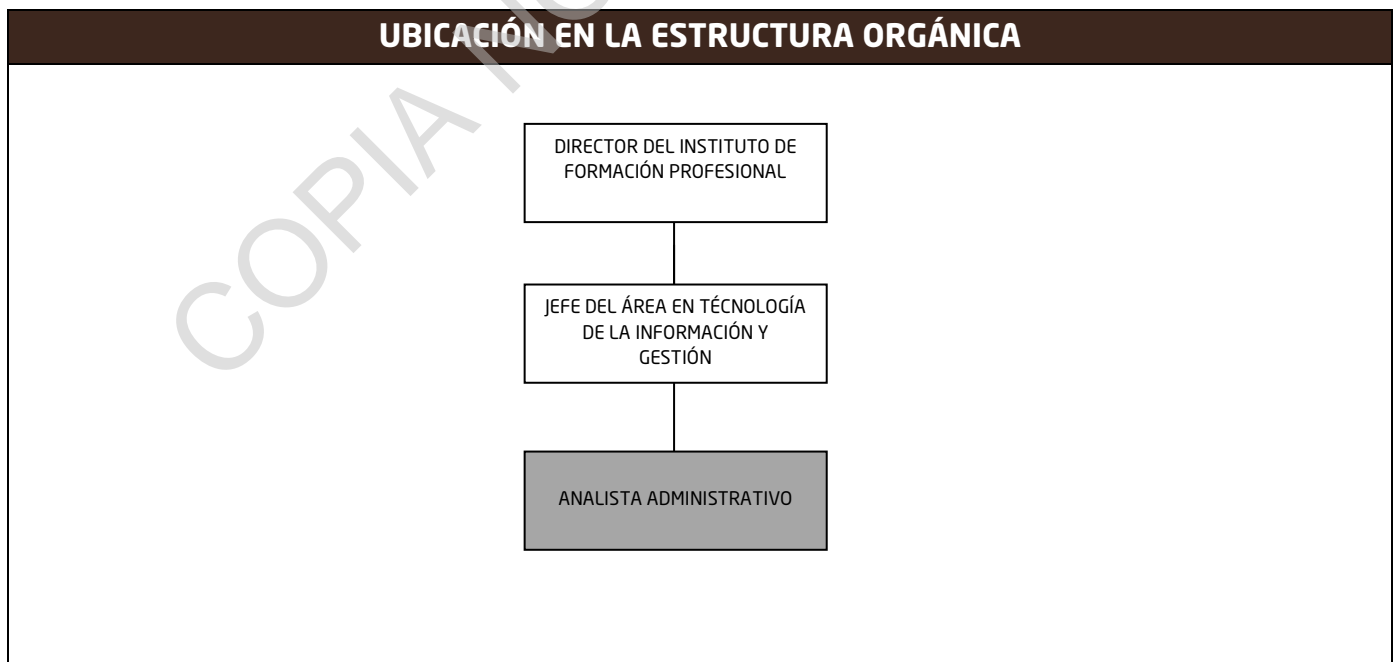 UBICACIÓN EN LA ESTRUCTURA ORGÁNICA
DIRECTOR DEL INSTITUTO DE
FORMACIÓN PROFESIONAL
JEFE DEL ÁREA EN TÉCNOLOGÍA
DE LA INFORMACIÓN Y
GESTIÓN
ANALISTA ADMINISTRATIVO
COPIA